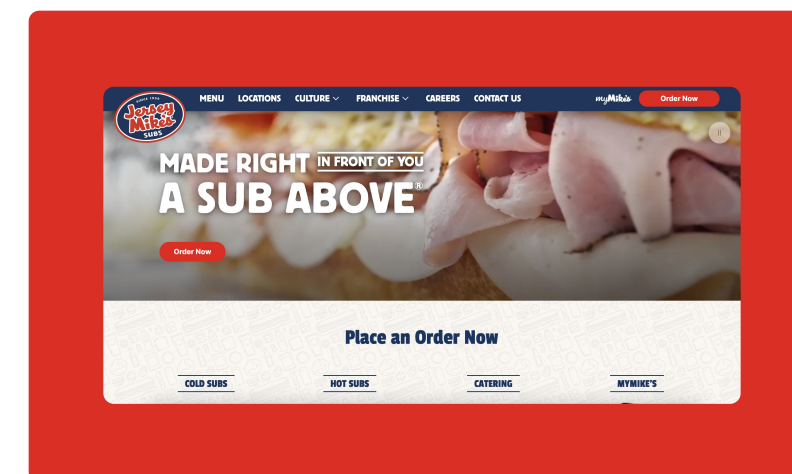 SINCE 1956
Jersey
Mike's
SUBS
MENU LOCATIONS CULTURE FRANCHISE CAREERS CONTACT US
myMike's Order Now
MADE RIGHT IN FRONT OF YOU
A SUB ABOVE®
Order Now
Place an Order Now
COLD SUBS HOT SUBS CATERING MYMIKE'S